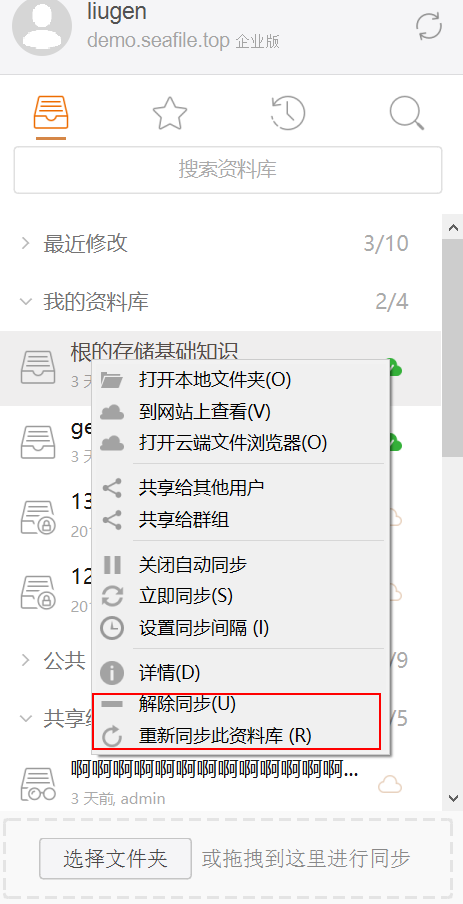 liugen
demo.seafile.top 企业版
搜索资料库
最近修改 3/10
我的资料库 2/4
根的存储基础知识
3 天
打开本地文件夹(O)
到网站上查看(V)
打开云端文件浏览器(O)
ge
3 天
共享给其他用户
13
共享给群组
201
关闭自动同步
12
立即同步(S)
201
设置同步间隔 (I)
公共 /9
详情(D)
解除同步(U)
共享给 /5
重新同步此资料库 (R)
啊啊啊啊啊啊啊啊啊啊啊啊啊...
3 天前, admin
选择文件夹 或拖拽到这里进行同步